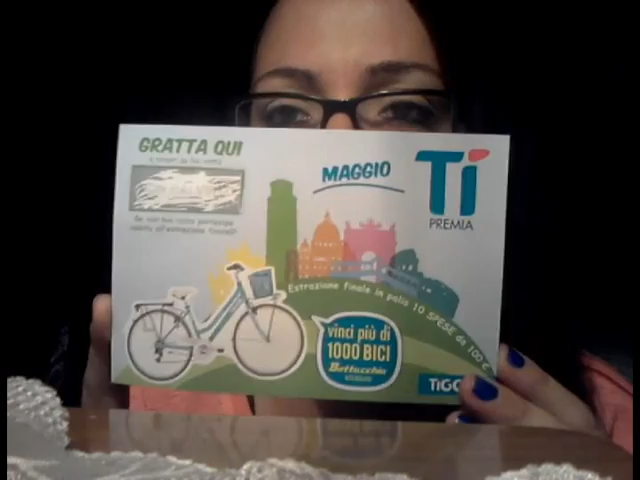 GRATTA QUI
MAGGIO
Ti
PREMIA
Estrazione finale in palio 10 SPESE da 100 €
vinci più di
1000 BICI
Bottecchia
TIGO